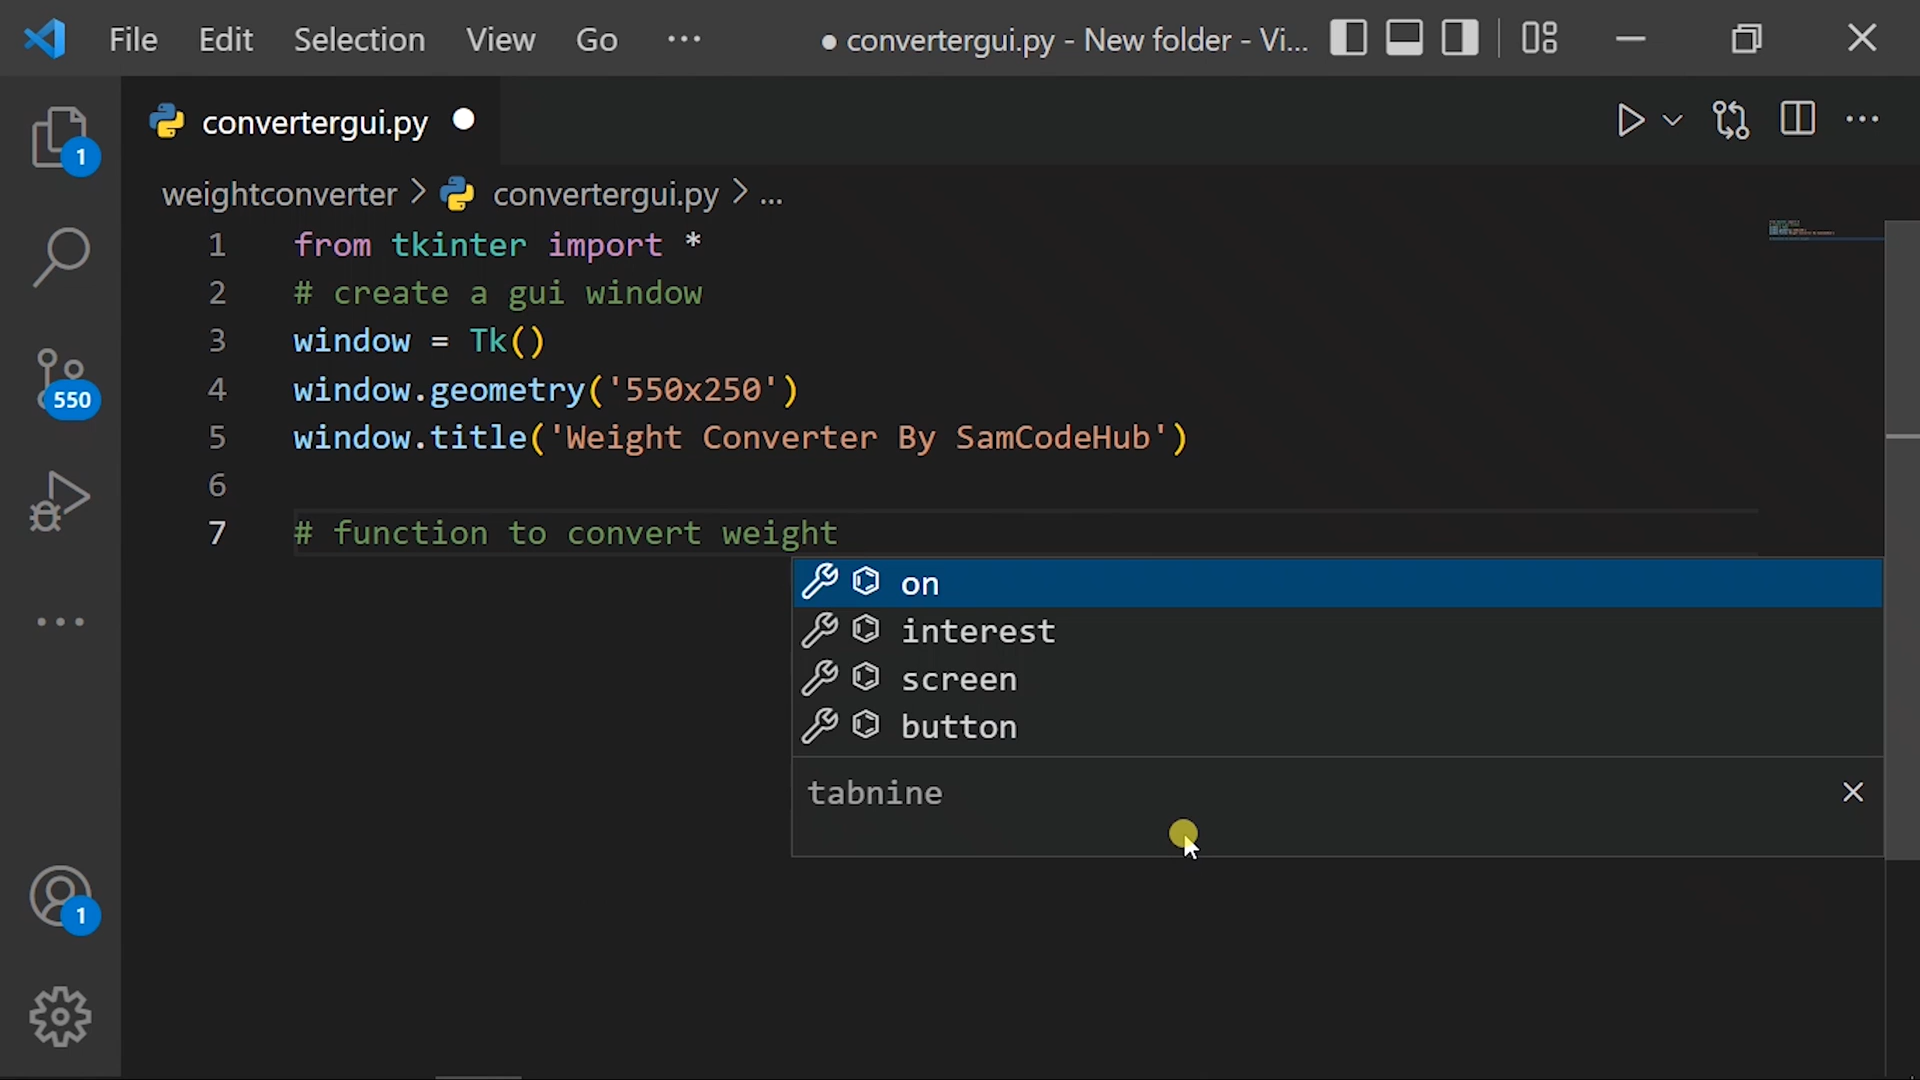 File Edit Selection View Go ··· ● convertergui.py - New folder - Vi...
convertergui.py
1
weightconverter > convertergui.py > ...
1 from tkinter import *
2 # create a gui window
3 window = Tk()
4 window.geometry('550x250')
550
5 window.title('Weight Converter By SamCodeHub')
6
7 # function to convert weight
on
interest
screen
button
tabnine
1